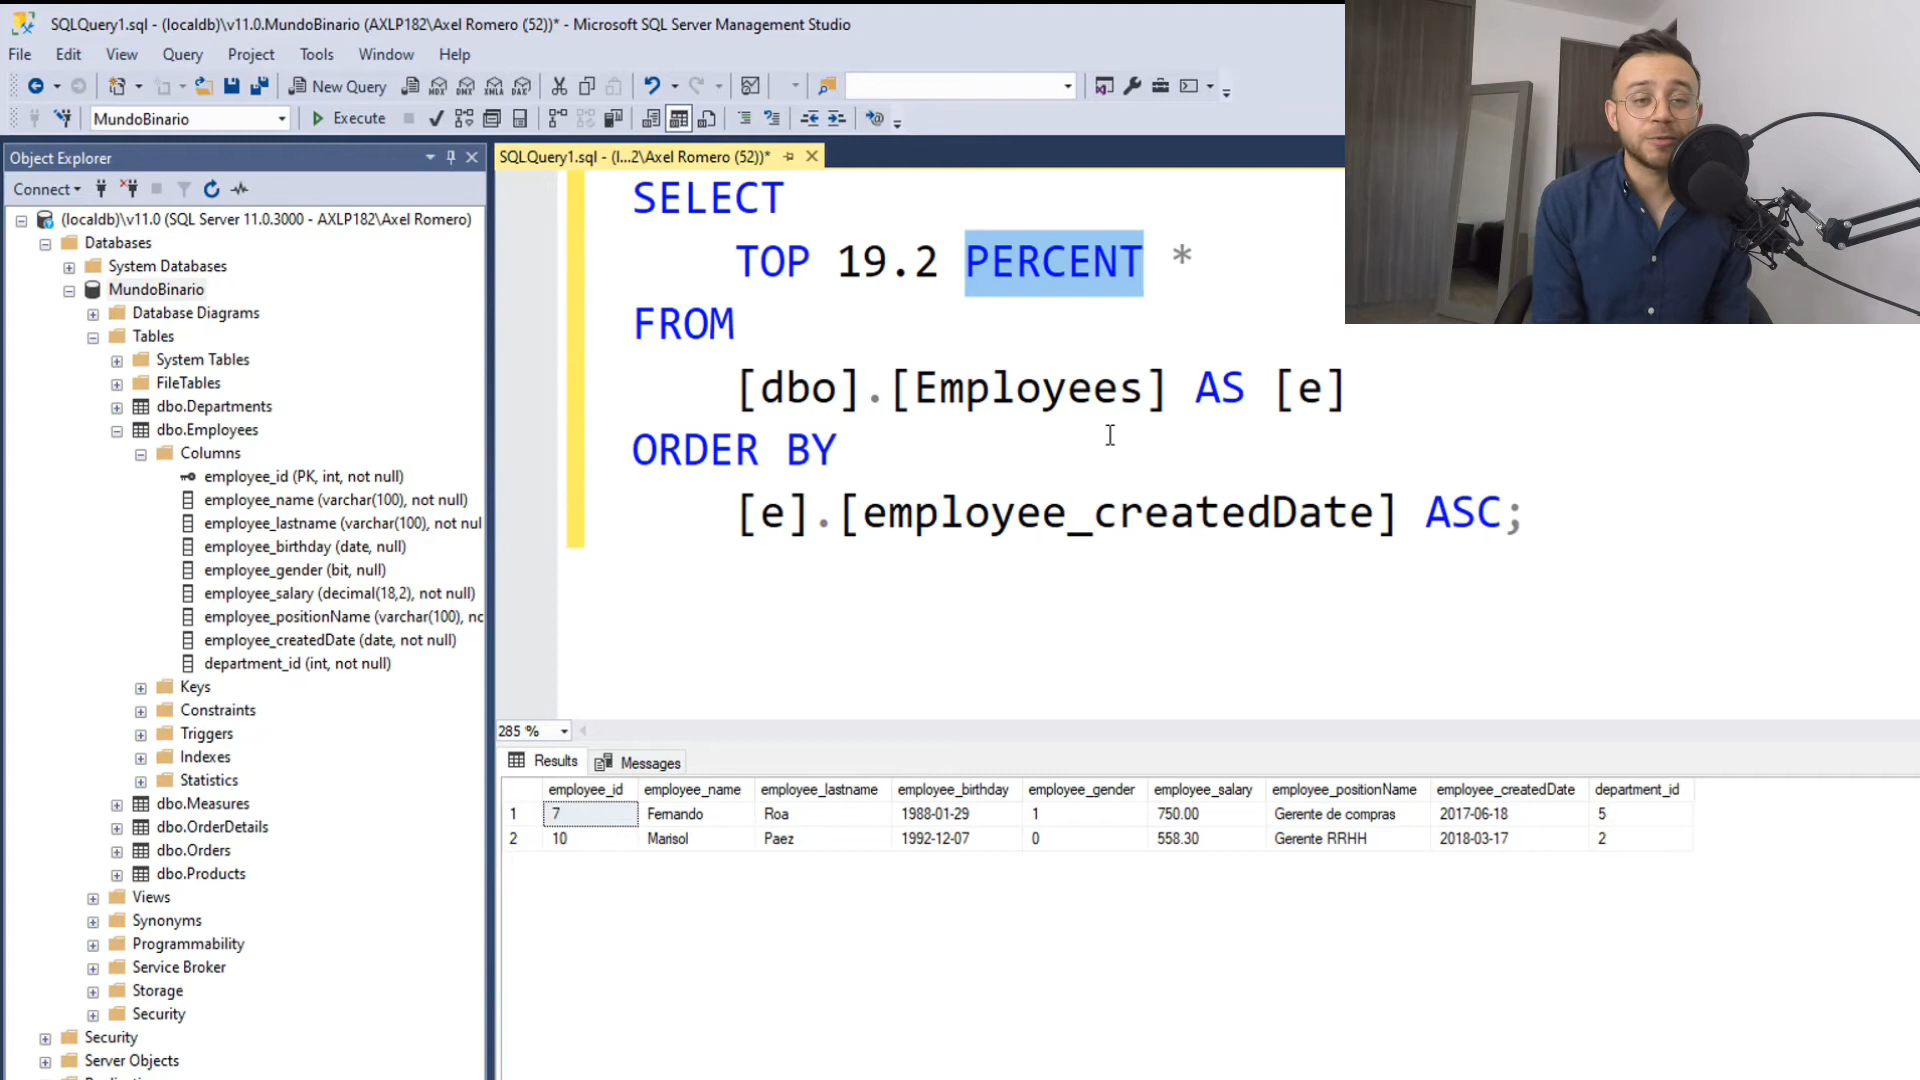 SQLQuery1.sql - (localdb)\v11.0.MundoBinario (AXLP182\Axel Romero (52))* - Microsoft SQL Server Management Studio
File Edit View Query Project Tools Window Help
New Query
MDX DMX XMLA DAX
MundoBinario
Execute
Object Explorer
Connect
(localdb)\v11.0 (SQL Server 11.0.3000 - AXLP182\Axel Romero)
Databases
System Databases
MundoBinario
Database Diagrams
Tables
System Tables
FileTables
dbo.Departments
dbo.Employees
Columns
employee_id (PK, int, not null)
employee_name (varchar(100), not null)
employee_lastname (varchar(100), not nul
employee_birthday (date, null)
employee_gender (bit, null)
employee_salary (decimal(18,2), not null)
employee_positionName (varchar(100), nc
employee_createdDate (date, not null)
department_id (int, not null)
Keys
Constraints
Triggers
Indexes
Statistics
dbo.Measures
dbo.OrderDetails
dbo.Orders
dbo.Products
Views
Synonyms
Programmability
Service Broker
Storage
Security
Security
Server Objects
SQLQuery1.sql - (l...2\Axel Romero (52))*
SELECT
TOP 19.2 PERCENT *
FROM
[dbo].[Employees] AS [e]
ORDER BY
[e].[employee_createdDate] ASC;
285 %
Results Messages
employee_id employee_name employee_lastname employee_birthday employee_gender employee_salary employee_positionName employee_createdDate department_id
1 7 Fernando Roa 1988-01-29 1 750.00 Gerente de compras 2017-06-18 5
2 10 Marisol Paez 1992-12-07 0 558.30 Gerente RRHH 2018-03-17 2